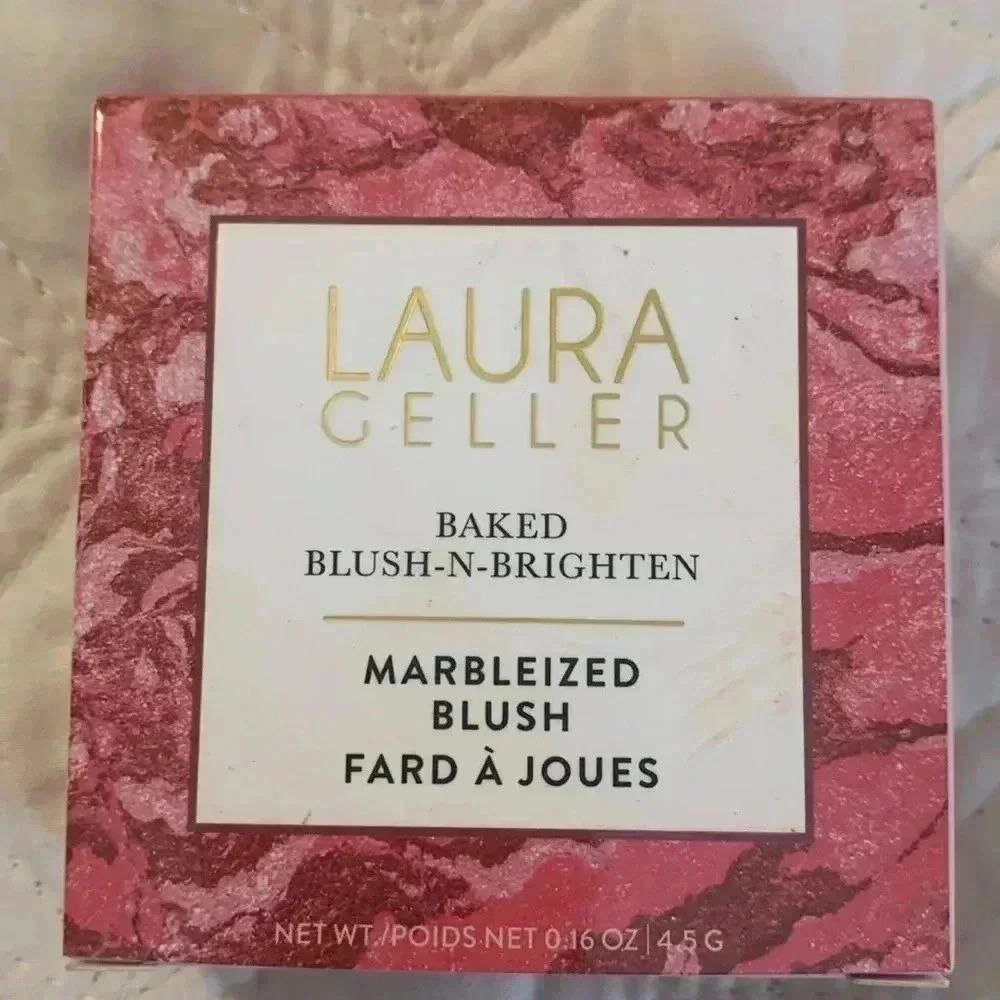 LAURA
GELLER
BAKED
BLUSH-N-BRIGHTEN
MARBLEIZED
BLUSH
FARD À JOUES
NET WT./POIDS NET 0.16 OZ | 4.5 G